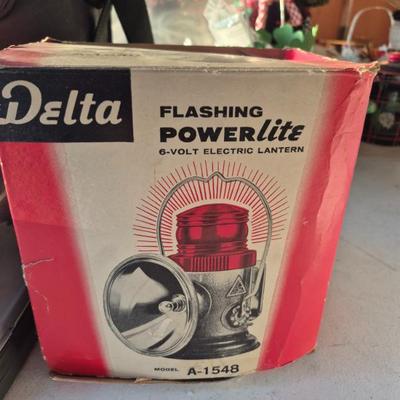 Delta
FLASHING
POWERlite
6-VOLT ELECTRIC LANTERN
MODEL A-1548